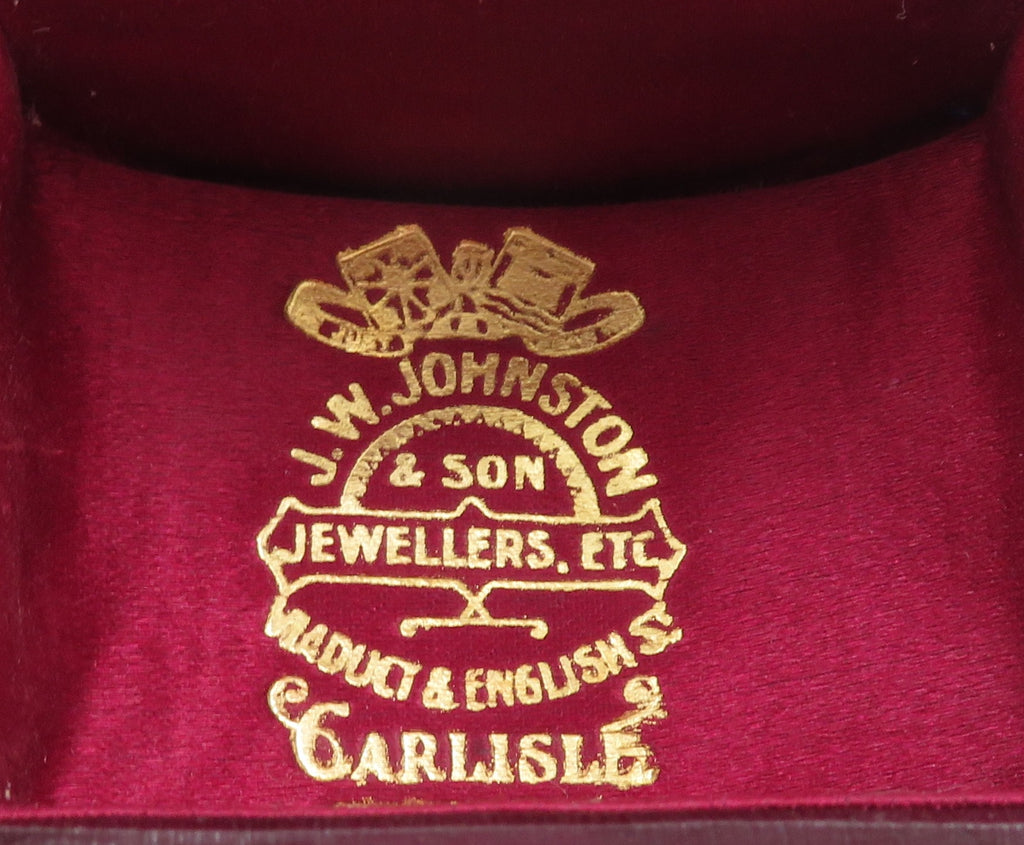 J. W. JOHNSTON
& SON
JEWELLERS, ETC
VIADUCT & ENGLISH ST
CARLISLE